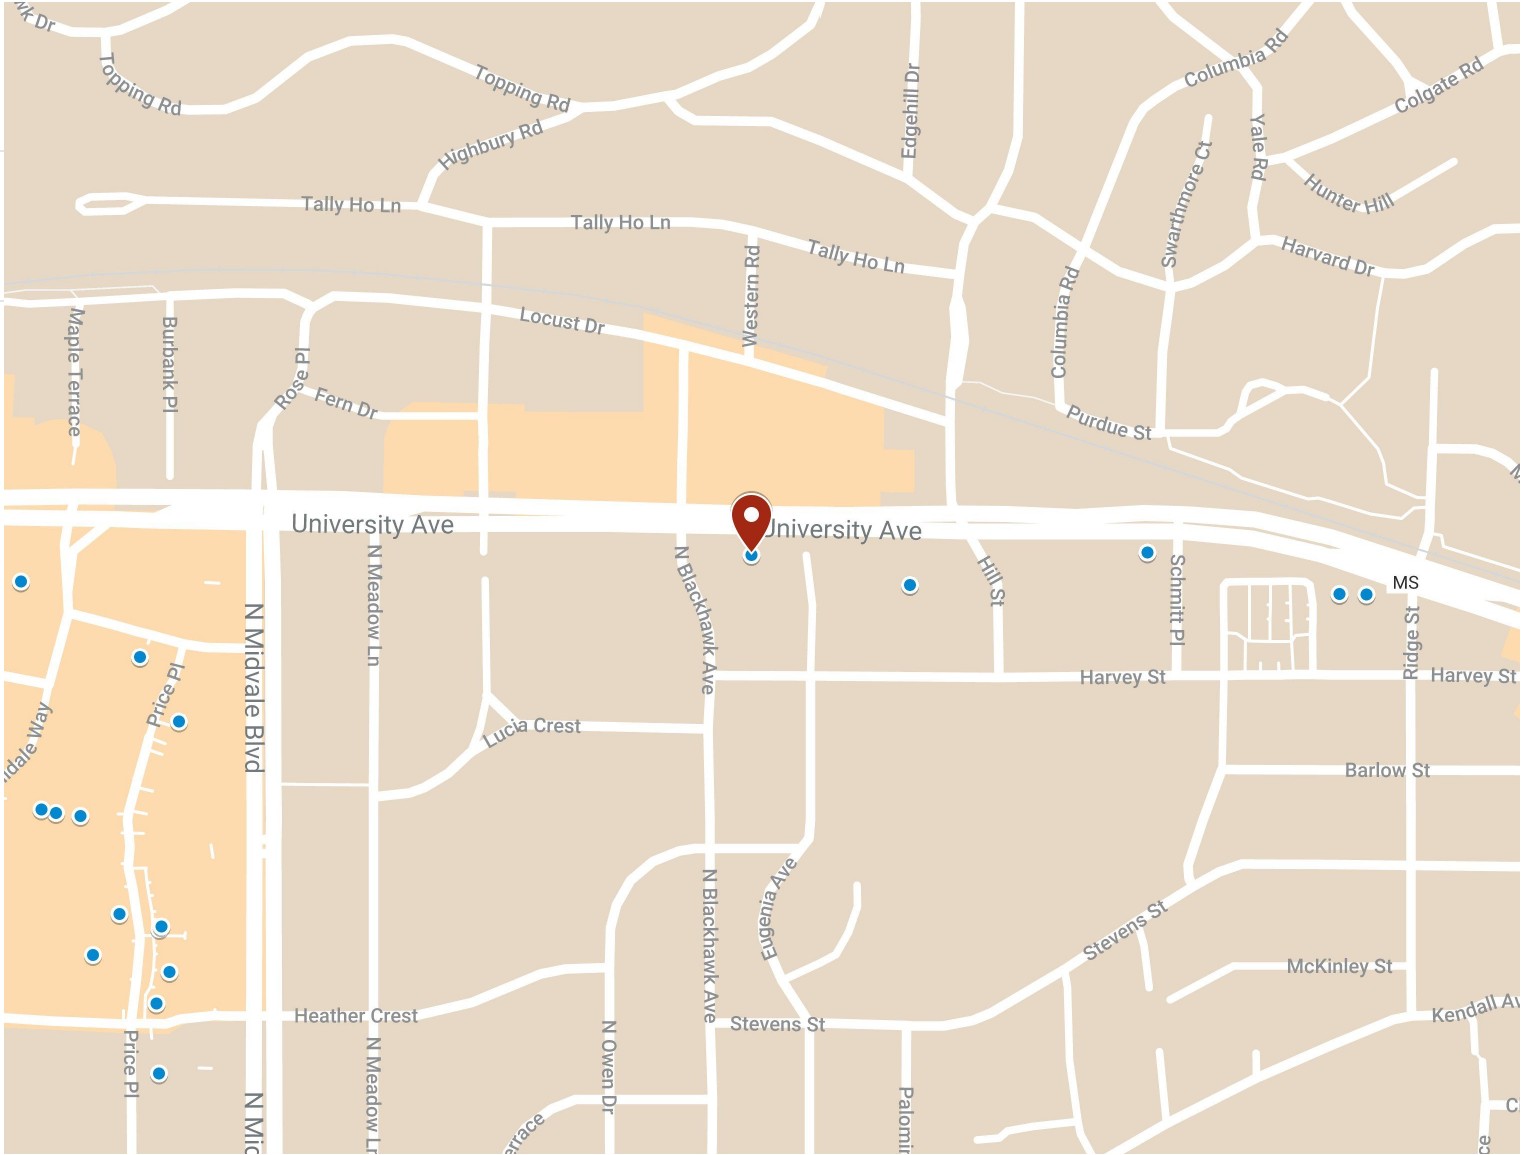 Topping Rd
Topping Rd
Highbury Rd
Edgehill Dr
Columbia Rd
Colgate Rd
Yale Rd
Swarthmore Ct
Hunter Hill
Tally Ho Ln
Tally Ho Ln
Tally Ho Ln
Harvard Dr
Western Rd
Columbia Rd
Locust Dr
Maple Terrace
Burbank Pl
Rose Pl
Fern Dr
Purdue St
University Ave
University Ave
N Meadow Ln
N Blackhawk Ave
Hill St
Schmitt Pl
MS
Ridge St
N Midvale Blvd
Price Pl
Harvey St
Harvey St
Lucia Crest
Barlow St
Eugenia Ave
N Blackhawk Ave
Stevens St
McKinley St
Heather Crest
Stevens St
Kendall Av
Price Pl
N Meadow Ln
N Owen Dr
N Mid
Palomin
errace